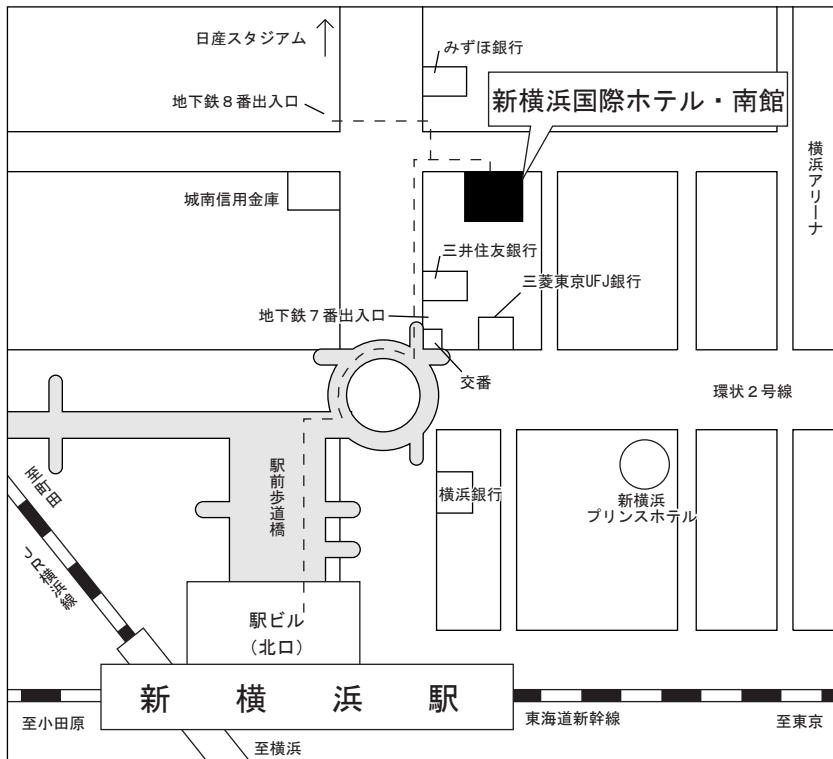 日産スタジアム
みずほ銀行
地下鉄８番出入口
新横浜国際ホテル・南館
横浜アリーナ
城南信用金庫
三井住友銀行
三菱東京UFJ銀行
地下鉄７番出入口
交番
環状２号線
駅前歩道橋
横浜銀行
新横浜
プリンスホテル
至町田
JR横浜線
駅ビル
（北口）
新横浜駅
至小田原
至横浜
東海道新幹線
至東京